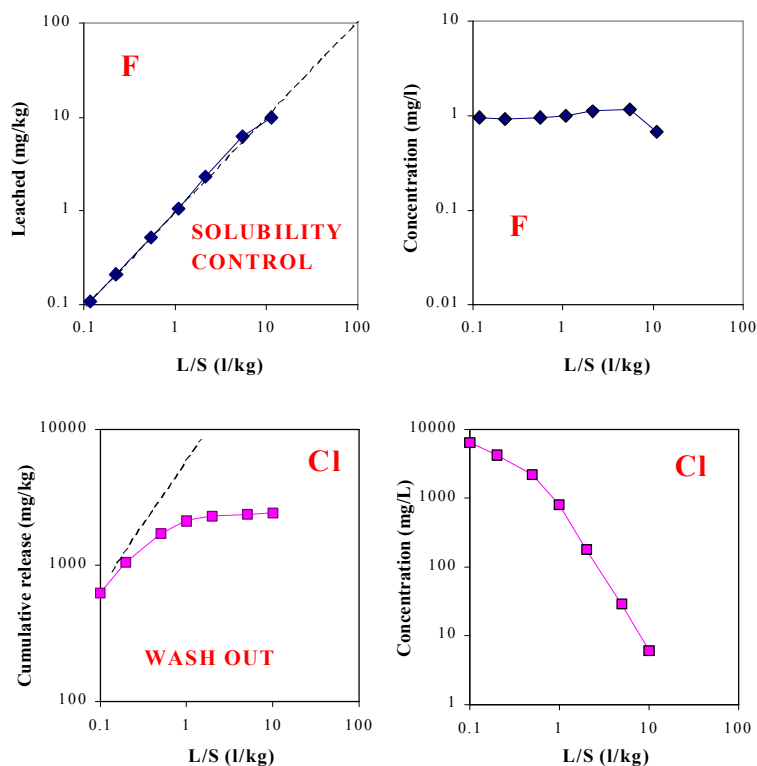 100
10
1
0.1
Leached (mg/kg)
F
SOLUBILITY
CONTROL
0.1 1 10 100
L/S (l/kg)
10
1
0.1
0.01
Concentration (mg/l)
F
0.1 1 10 100
L/S (l/kg)
10000
1000
100
Cumulative release (mg/kg)
Cl
WASH OUT
0.1 1 10 100
L/S (l/kg)
10000
1000
100
10
1
Concentration (mg/L)
Cl
0.1 1 10 100
L/S (l/kg)